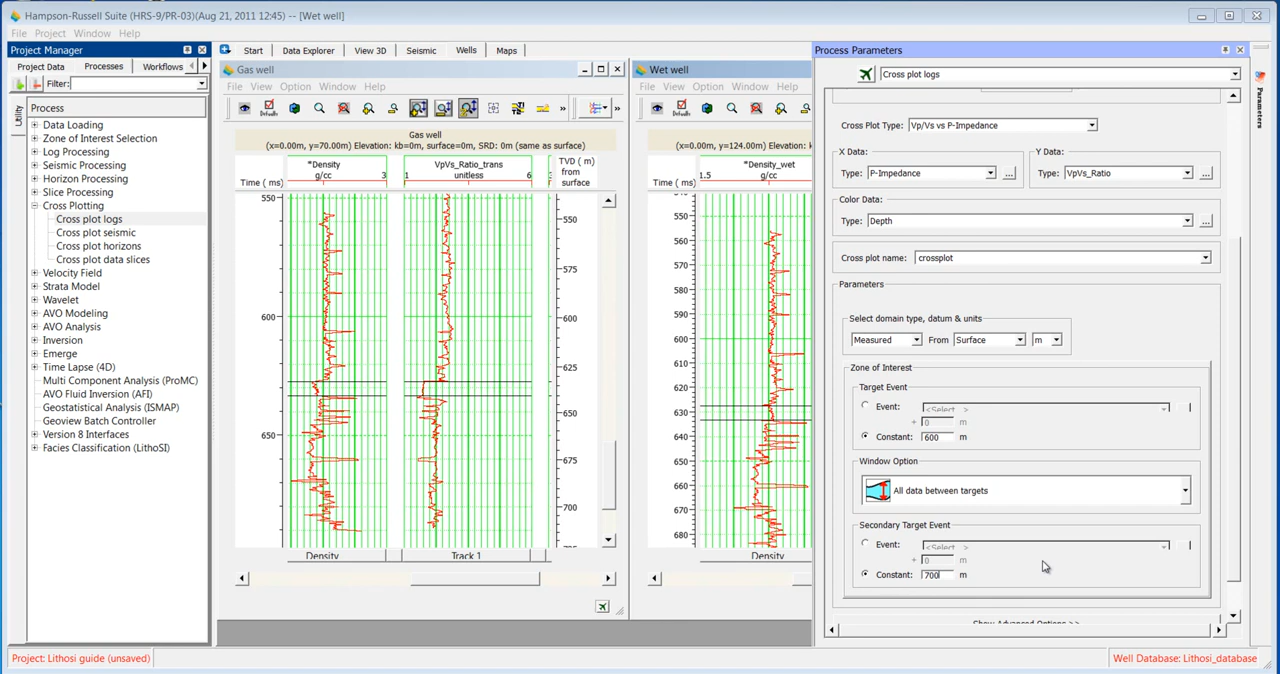 Hampson-Russell Suite (HRS-9/PR-03)(Aug 21, 2011 12:45) -- [Wet well]
File Project Window Help
Project Manager
Project Data Processes Workflows
Filter:
Utility
Process
Data Loading
Zone of Interest Selection
Log Processing
Seismic Processing
Horizon Processing
Slice Processing
Cross Plotting
Cross plot logs
Cross plot seismic
Cross plot horizons
Cross plot data slices
Velocity Field
Strata Model
Wavelet
AVO Modeling
AVO Analysis
Inversion
Emerge
Time Lapse (4D)
Multi Component Analysis (ProMC)
AVO Fluid Inversion (AFI)
Geostatistical Analysis (ISMAP)
Geoview Batch Controller
Version 8 Interfaces
Facies Classification (LithoSI)
Start Data Explorer View 3D Seismic Wells Maps
Gas well
View Option Window Help
Defaults
Gas well
(x=0.00m, y=70.00m) Elevation: kb=0m, surface=0m, SRD: 0m (same as surface)
Time ( ms)
*Density
g/cc
3
VpVs_Ratio_trans
unitless
1 6
TVD ( m)
from
surface
550
600
650
550
575
600
625
650
675
700
Density Track 1
Wet well
File View Option Window Help
Defaults
(x=0.00m, y=124.00m) Elevation: kb=0
Time ( ms)
*Density_wet
g/cc
1.5
550
560
570
580
590
600
610
620
630
640
650
660
670
680
Density
Process Parameters
Cross plot logs
Cross Plot Type: Vp/Vs vs P-Impedance
X Data:
Type: P-Impedance ...
Y Data:
Type: VpVs_Ratio ...
Color Data:
Type: Depth ...
Cross plot name: crossplot
Parameters
Select domain type, datum & units
Measured From Surface m
Zone of Interest
Target Event
Event: <Select >
+ 0 m
Constant: 600 m
Window Option
All data between targets
Secondary Target Event
Event: <Select >
+ 0 m
Constant: 700 m
Show Advanced Options >>
Parameters
Project: Lithosi guide (unsaved)
Well Database: Lithosi_database